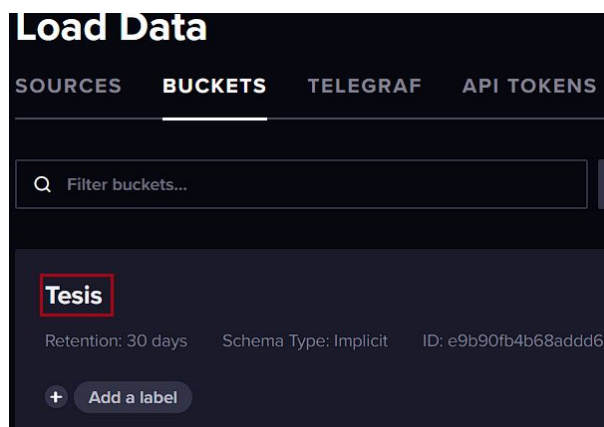 Load Data
SOURCES BUCKETS TELEGRAF API TOKENS
Filter buckets...
Tesis
Retention: 30 days Schema Type: Implicit ID: e9b90fb4b68addd6
+ Add a label